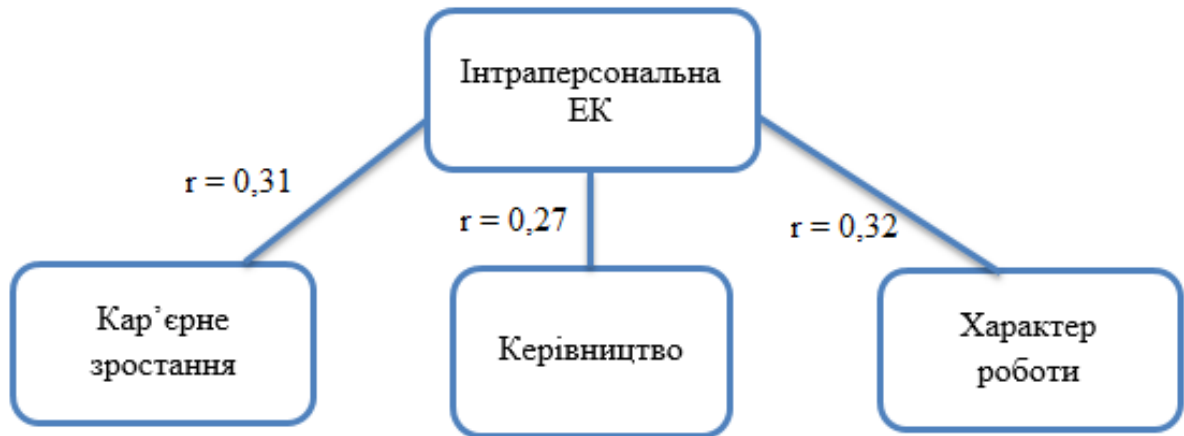 Інтраперсональна
ЕК
r = 0,31
r = 0,27
r = 0,32
Кар’єрне
зростання
Керівництво
Характер
роботи